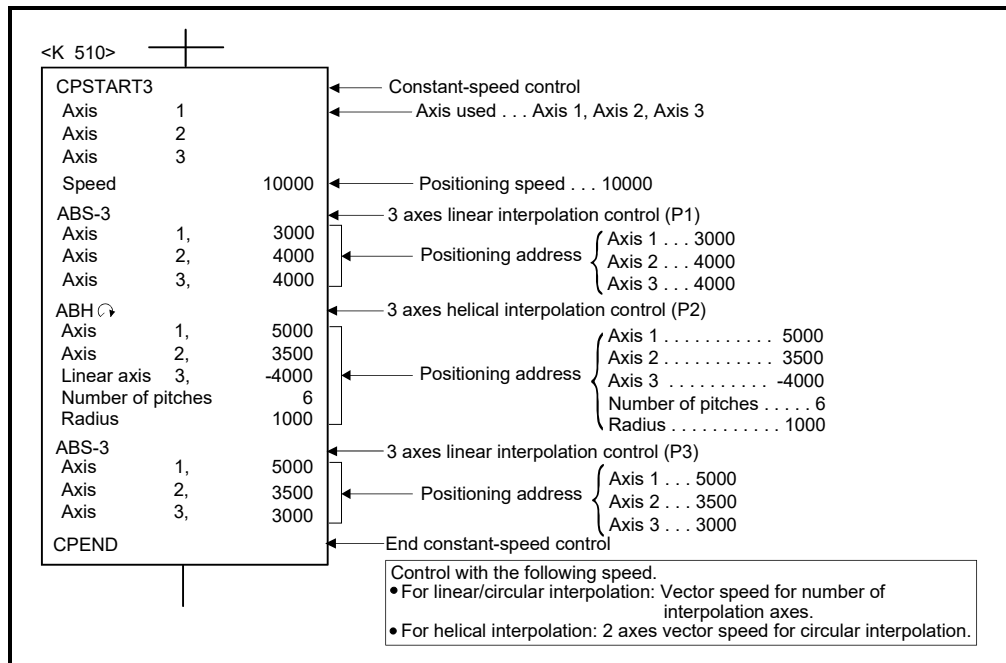 <K 510>
CPSTART3
Constant-speed control
Axis 1
Axis used . . . Axis 1, Axis 2, Axis 3
Axis 2
Axis 3
Speed 10000
Positioning speed . . . 10000
ABS-3
3 axes linear interpolation control (P1)
Axis 1, 3000
Axis 2, 4000
Axis 3, 4000
Positioning address
Axis 1 . . . 3000
Axis 2 . . . 4000
Axis 3 . . . 4000
ABH
3 axes helical interpolation control (P2)
Axis 1, 5000
Axis 2, 3500
Linear axis 3, -4000
Number of pitches 6
Radius 1000
Positioning address
Axis 1 . . . . . . . . . . . 5000
Axis 2 . . . . . . . . . . . 3500
Axis 3 . . . . . . . . . . -4000
Number of pitches . . . . . 6
Radius . . . . . . . . . . . 1000
ABS-3
3 axes linear interpolation control (P3)
Axis 1, 5000
Axis 2, 3500
Axis 3, 3000
Positioning address
Axis 1 . . . 5000
Axis 2 . . . 3500
Axis 3 . . . 3000
CPEND
End constant-speed control
Control with the following speed.
• For linear/circular interpolation: Vector speed for number of
interpolation axes.
• For helical interpolation: 2 axes vector speed for circular interpolation.